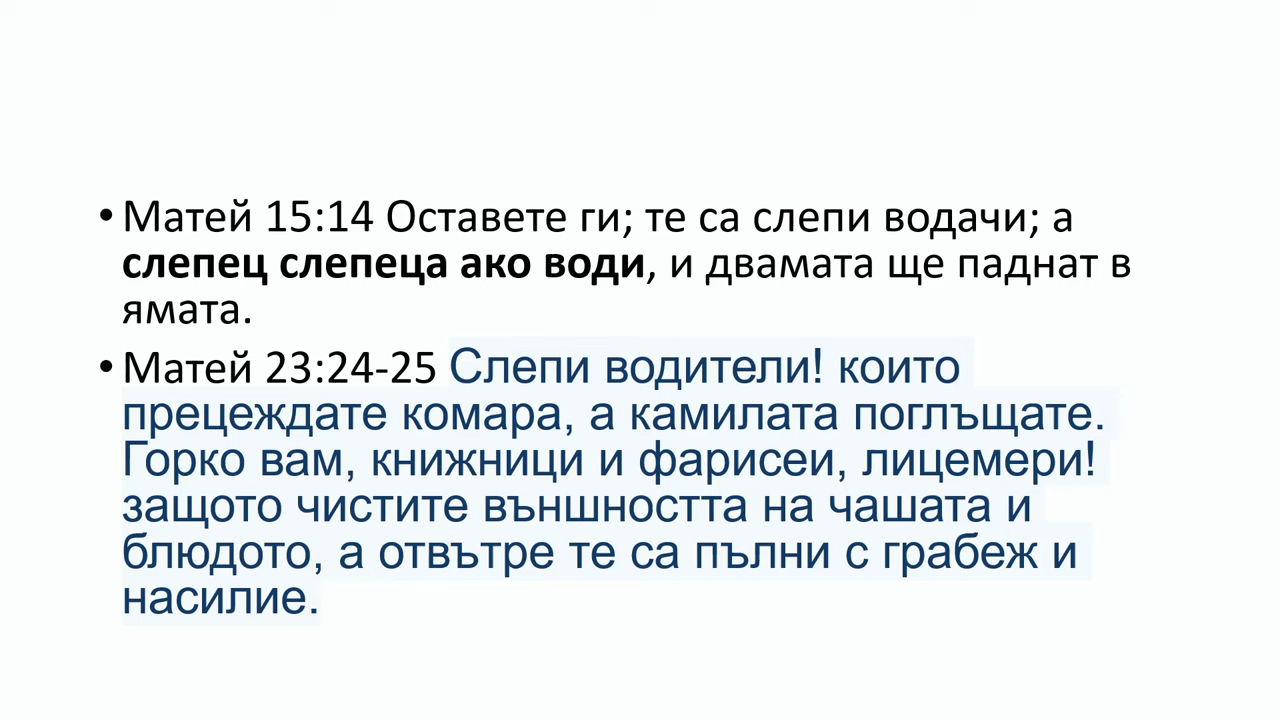 • Матей 15:14 Оставете ги; те са слепи водачи; а
слепец слепеца ако води, и двамата ще паднат в
ямата.
• Матей 23:24-25 Слепи водители! които
прецеждате комара, а камилата поглъщате.
Горко вам, книжници и фарисеи, лицемери!
защото чистите външността на чашата и
блюдото, а отвътре те са пълни с грабеж и
насилие.